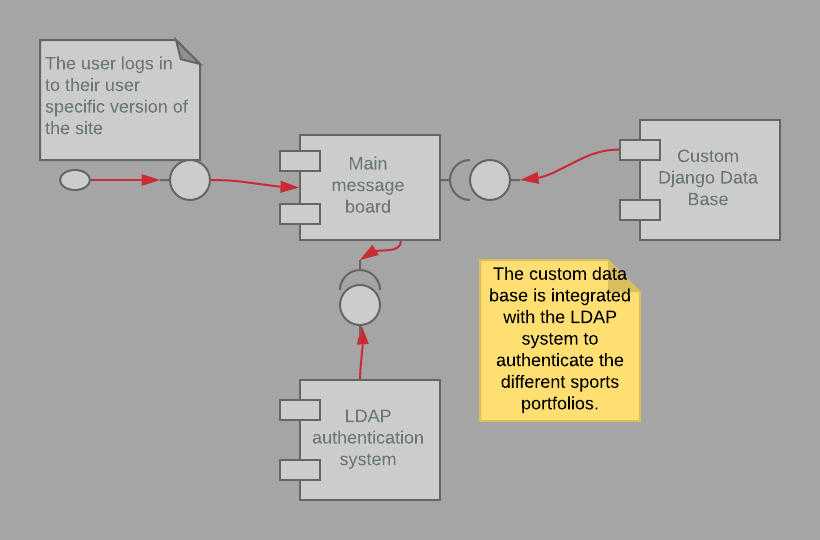 The user logs in
to their user
specific version of
the site
Main
message
board
Custom
Django Data
Base
The custom data
base is integrated
with the LDAP
system to
authenticate the
different sports
portfolios.
LDAP
authentication
system